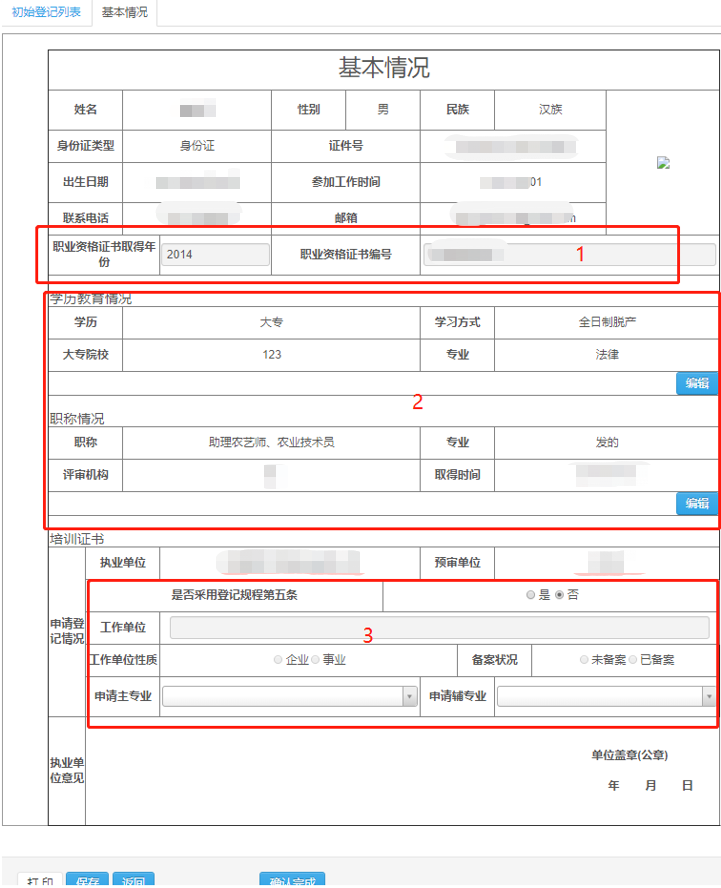 初始登记列表 基本情况
基本情况
姓名 性别 男 民族 汉族
身份证类型 身份证 证件号
出生日期 参加工作时间 01
联系电话 邮箱
职业资格证书取得年份 2014 职业资格证书编号 1
学历教育情况
学历 大专 学习方式 全日制脱产
大专院校 123 专业 法律
编辑
2
职称情况
职称 助理农艺师、农业技术员 专业 发的
评审机构 取得时间
编辑
培训证书
执业单位 预审单位
是否采用登记规程第五条 是 否
申请登记情况
工作单位 3
工作单位性质 企业 事业 备案状况 未备案 已备案
申请主专业 申请辅专业
执业单位意见
单位盖章(公章)
年 月 日
打印 保存 返回 确认完成